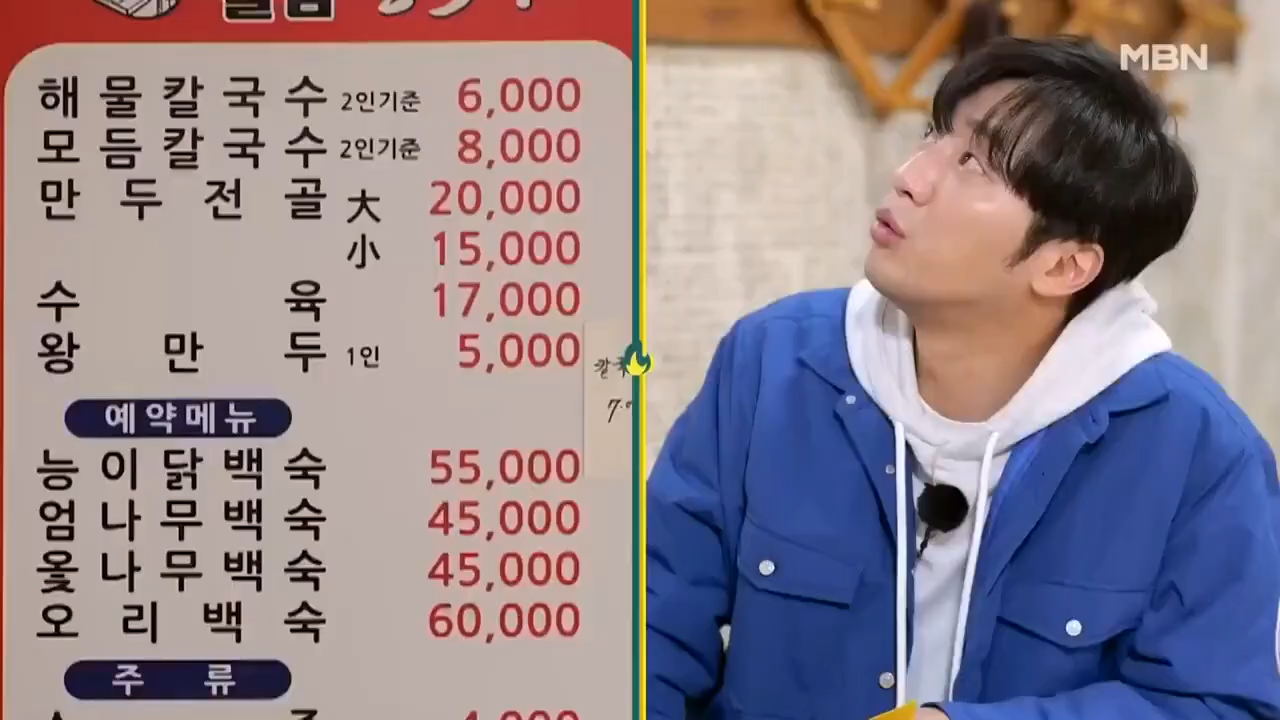 MBN
해물칼국수 2인기준 6,000
모듬칼국수 2인기준 8,000
만두전골 大 20,000
小 15,000
수육 17,000
왕만두 1인 5,000
예약메뉴
능이닭백숙 55,000
엄나무백숙 45,000
옻나무백숙 45,000
오리백숙 60,000
주류
4,000